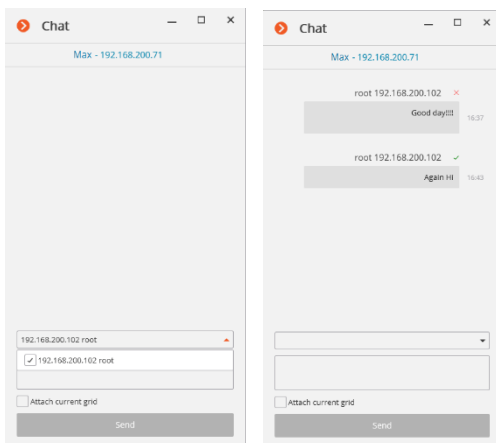 Chat
Max - 192.168.200.71
192.168.200.102 root
192.168.200.102 root
Attach current grid
Send
Chat
Max - 192.168.200.71
root 192.168.200.102
Good day!!!!
16:37
root 192.168.200.102
Again Hi
16:43
Attach current grid
Send